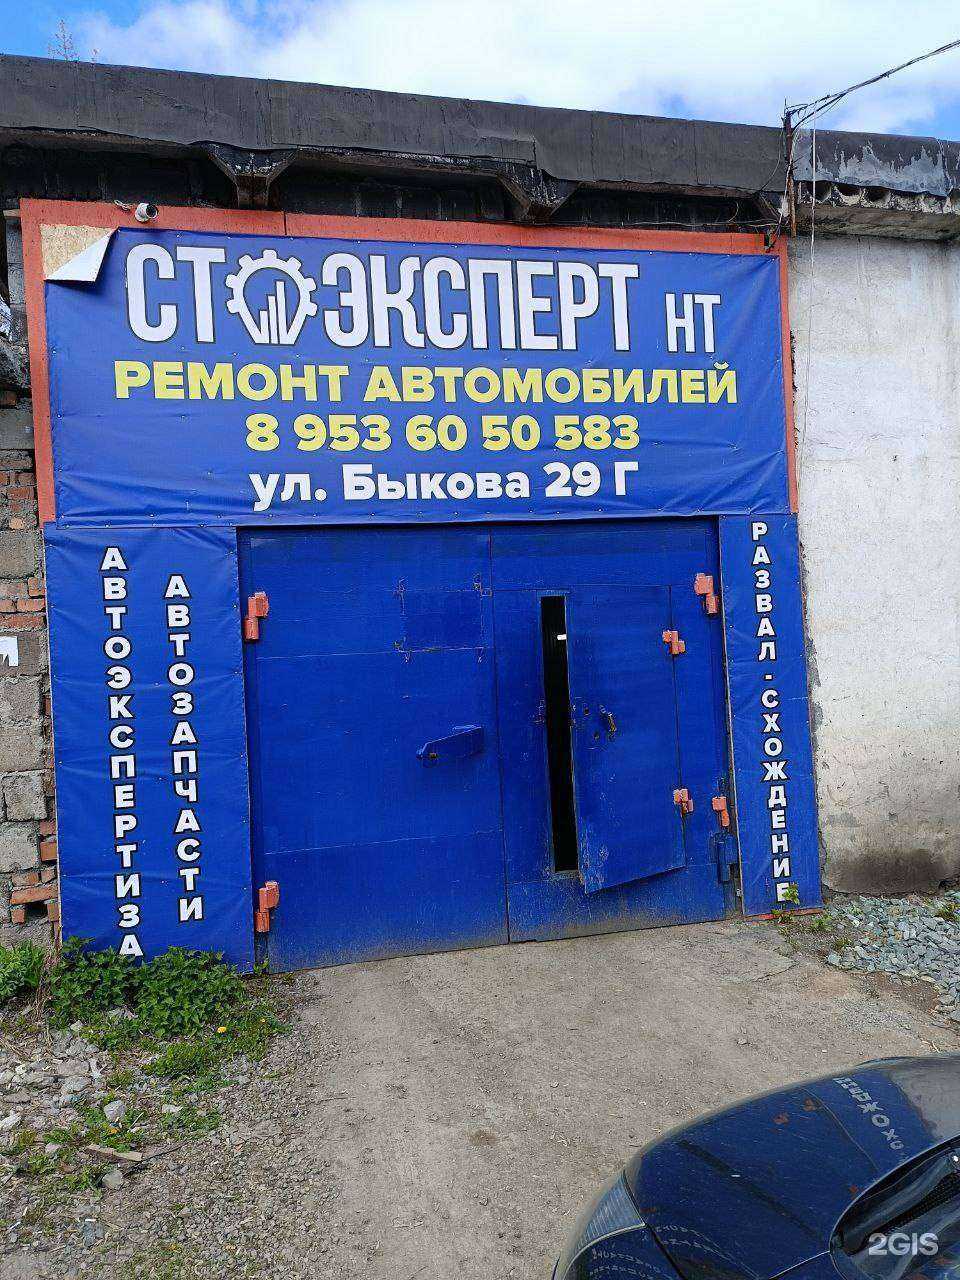 СТОЭКСПЕРТ НТ
РЕМОНТ АВТОМОБИЛЕЙ
8 953 60 50 583
ул. Быкова 29 Г
АВТОЭКСПЕРТИЗА
АВТОЗАПЧАСТИ
РАЗВАЛ-СХОЖДЕНИЕ
2GIS